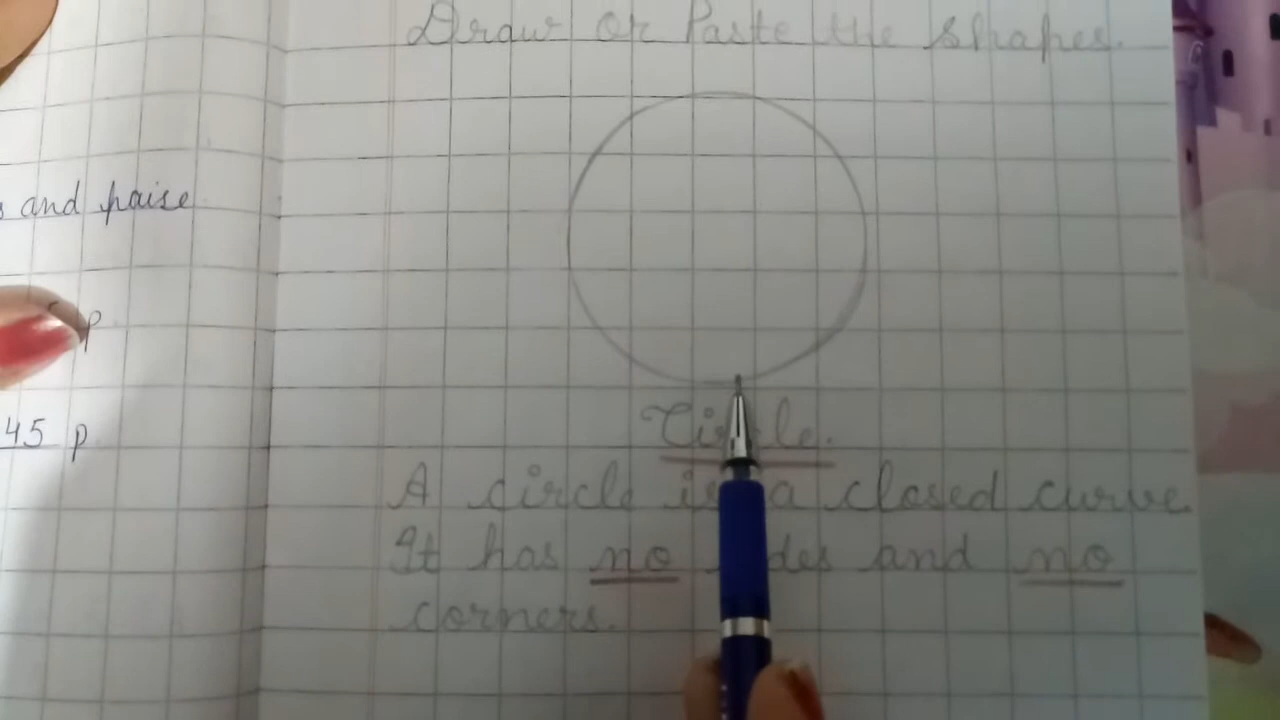 s and paise
p
45 p
Draw or Paste the shapes.
Circle.
A circle is a closed curve.
It has no sides and no
corners.